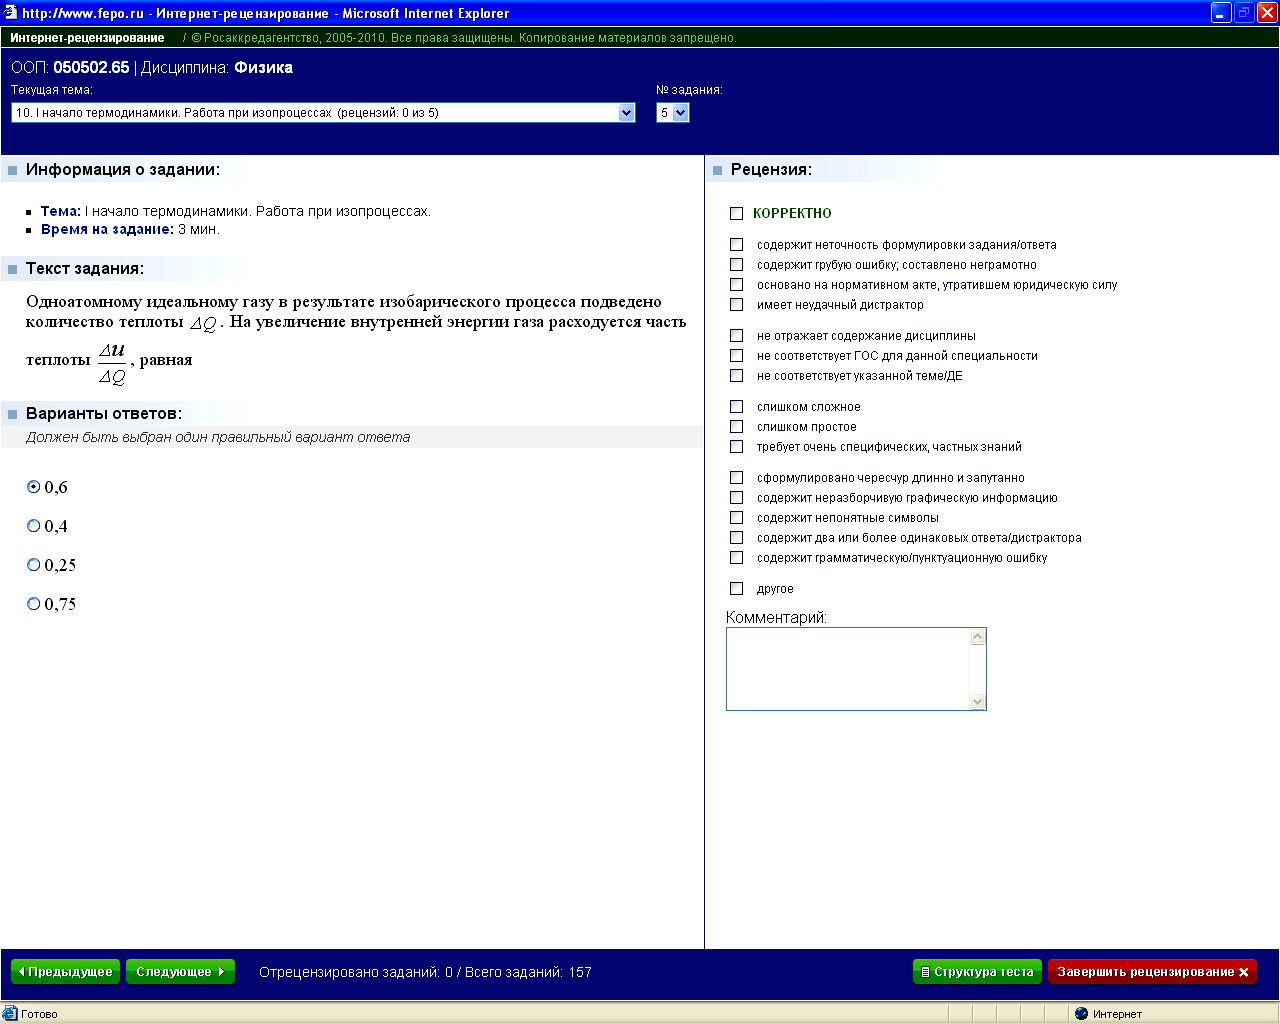 http://www.fepo.ru - Интернет-рецензирование - Microsoft Internet Explorer
Интернет-рецензирование / © Росаккредагентство, 2005-2010. Все права защищены. Копирование материалов запрещено.
ООП: 050502.65 | Дисциплина: Физика
Текущая тема: № задания:
10. I начало термодинамики. Работа при изопроцессах (рецензий: 0 из 5) 5
Информация о задании:
Тема: I начало термодинамики. Работа при изопроцессах.
Время на задание: 3 мин.
Текст задания:
Одноатомному идеальному газу в результате изобарического процесса подведено
количество теплоты ΔQ . На увеличение внутренней энергии газа расходуется часть
теплоты Δu/ΔQ , равная
Варианты ответов:
Должен быть выбран один правильный вариант ответа
0,6
0,4
0,25
0,75
Рецензия:
КОРРЕКТНО
содержит неточность формулировки задания/ответа
содержит грубую ошибку; составлено неграмотно
основано на нормативном акте, утратившем юридическую силу
имеет неудачный дистрактор
не отражает содержание дисциплины
не соответствует ГОС для данной специальности
не соответствует указанной теме/ДЕ
слишком сложное
слишком простое
требует очень специфических, частных знаний
сформулировано чересчур длинно и запутанно
содержит неразборчивую графическую информацию
содержит непонятные символы
содержит два или более одинаковых ответа/дистрактора
содержит грамматическую/пунктуационную ошибку
другое
Комментарий:
Предыдущее Следующее Отрецензировано заданий: 0 / Всего заданий: 157 Структура теста Завершить рецензирование
Готово Интернет